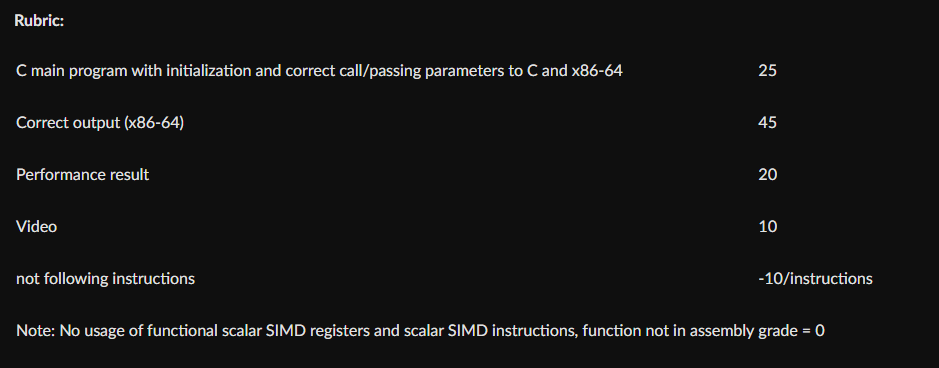 Rubric:
C main program with initialization and correct call/passing parameters to C and x86-64 25
Correct output (x86-64) 45
Performance result 20
Video 10
not following instructions -10/instructions
Note: No usage of functional scalar SIMD registers and scalar SIMD instructions, function not in assembly grade = 0